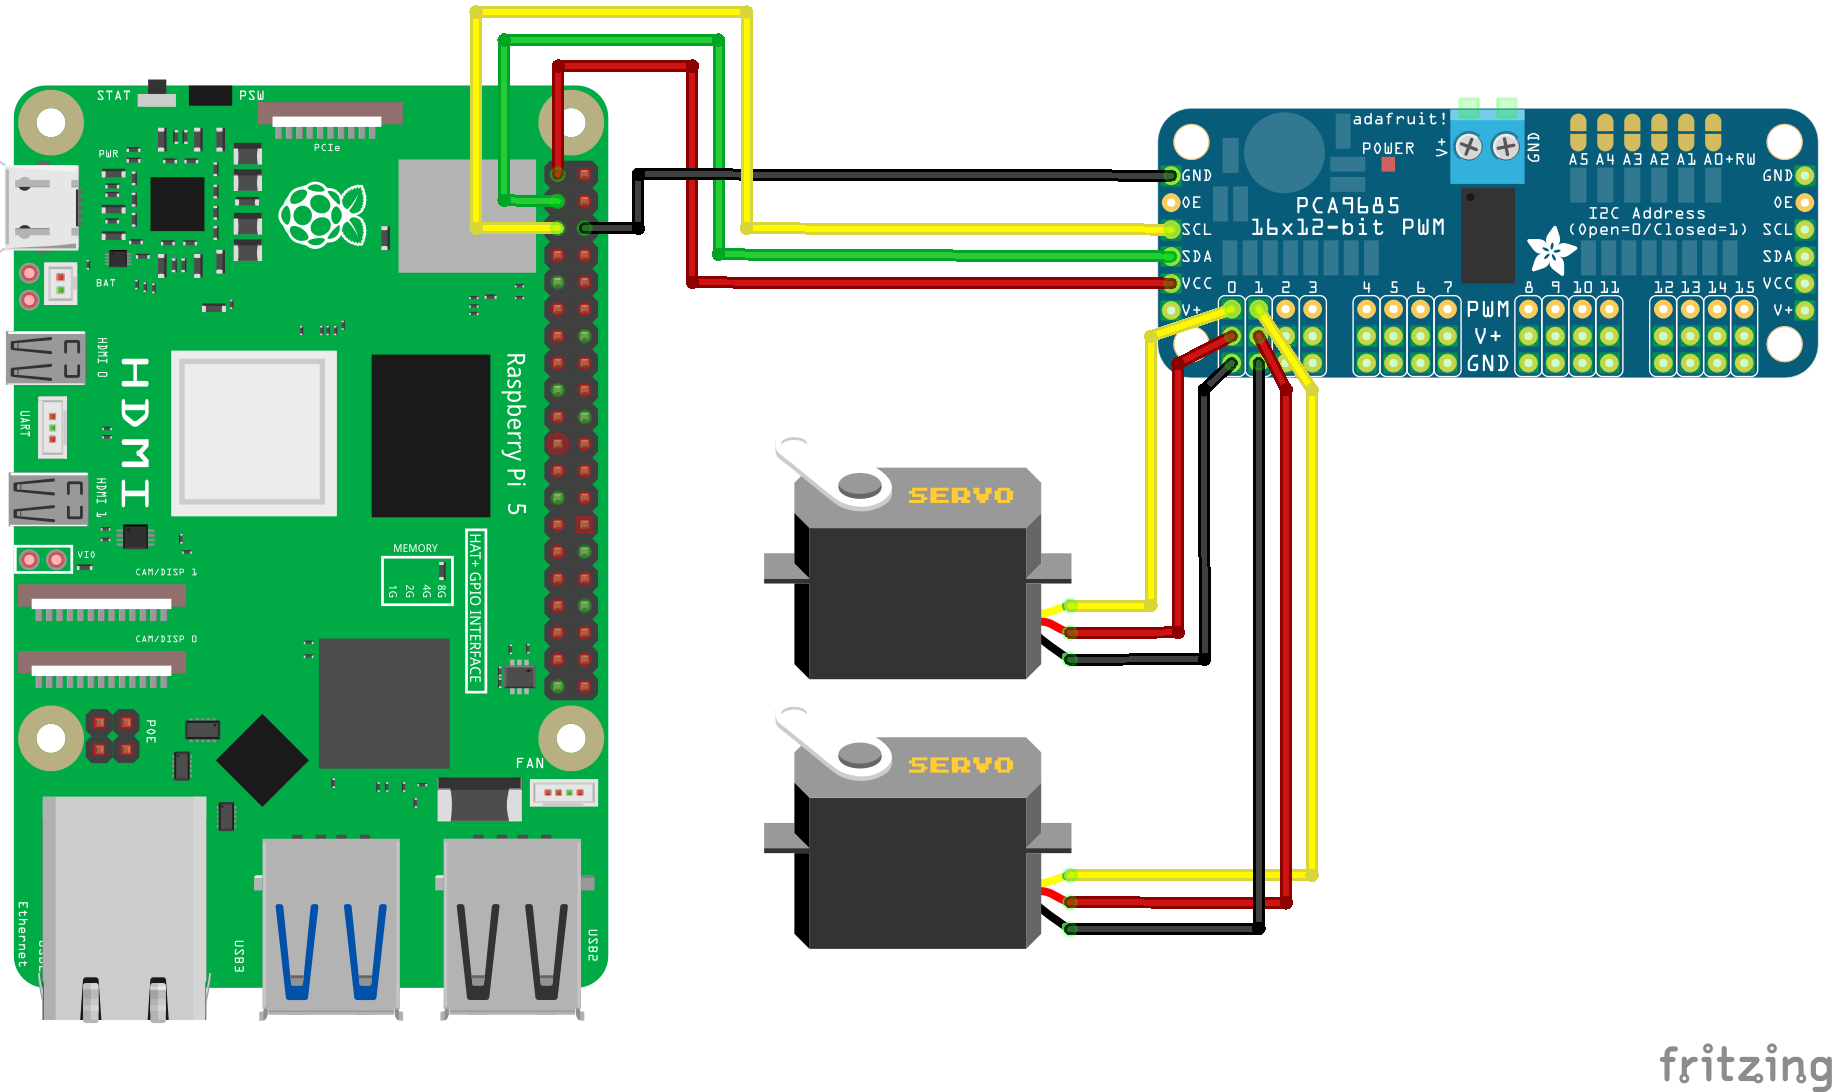 STAT
PSW
PCIe
PWR
BAT
HDMI 0
HDMI
UART
HDMI 1
VIO
CAM/DISP 1
CAM/DISP 0
Raspberry Pi 5
MEMORY
1G
2G
4G
8G
HAT+ GPIO INTERFACE
POE
FAN
Ethernet
USB3
USB2
adafruit!
V+
GND
POWER
A5 A4 A3 A2 A1 A0+RW
GND
OE
SCL
SDA
VCC
V+
PCA9685
16x12-bit PWM
I2C Address
(Open=0/Closed=1)
GND
OE
SCL
SDA
VCC
V+
0 1 2 3 4 5 6 7 8 9 10 11 12 13 14 15
PWM
V+
GND
SERVO
SERVO
fritzing